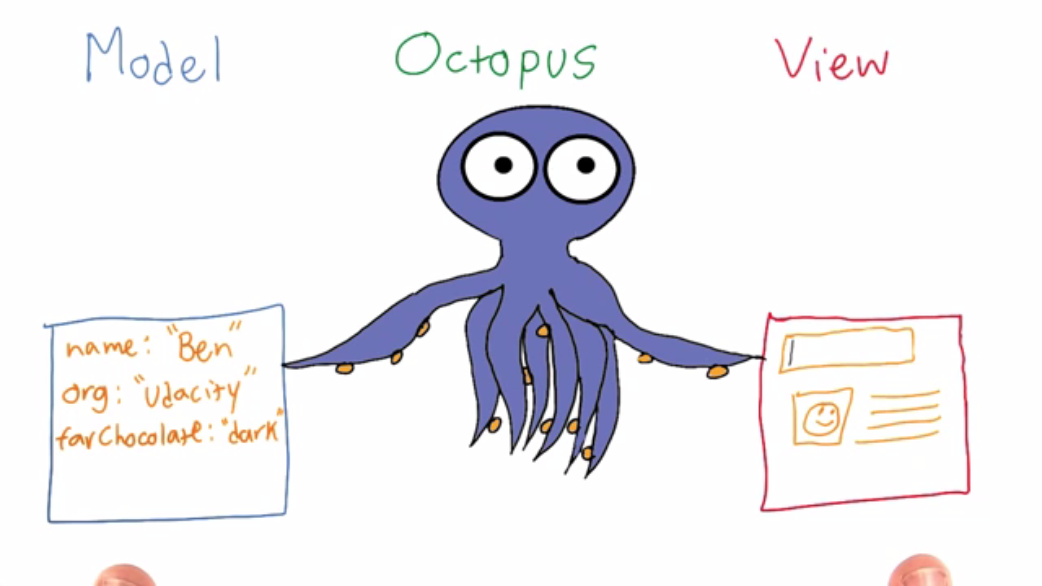 Model
Octopus
View
name: "Ben"
org: "Udacity"
favChocolate: "dark"